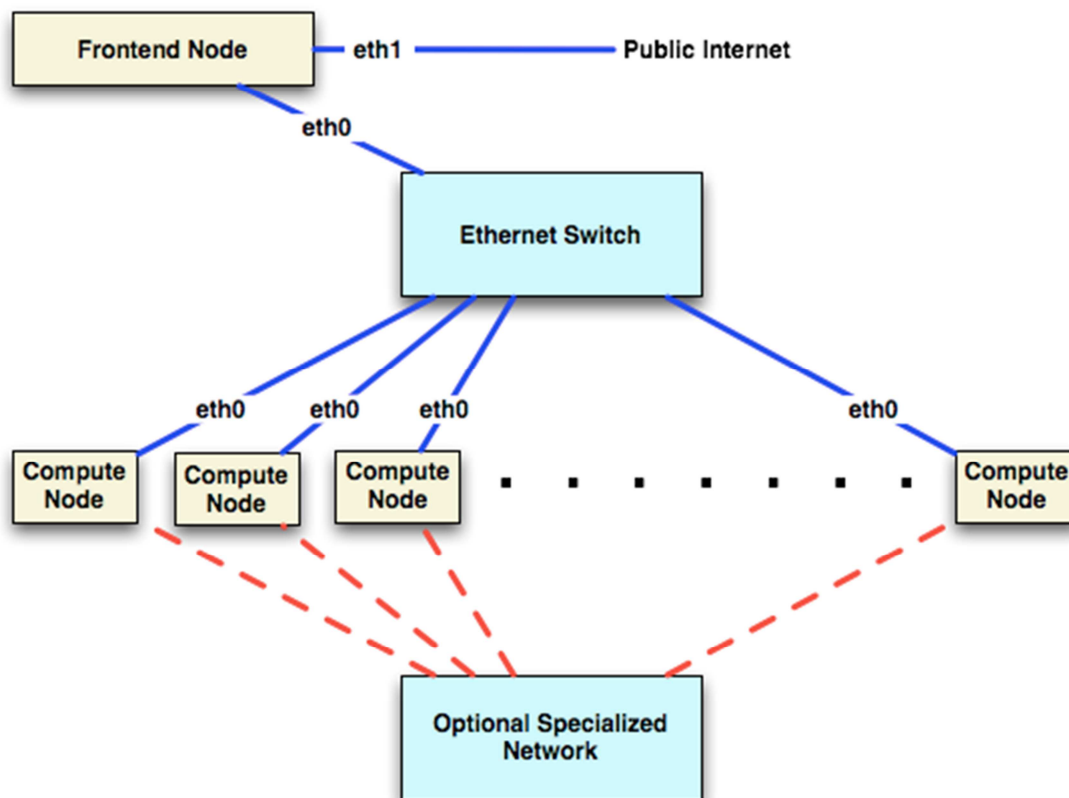 Frontend Node
eth1
Public Internet
eth0
Ethernet Switch
eth0
eth0
eth0
eth0
Compute
Node
Compute
Node
Compute
Node
Compute
Node
Optional Specialized
Network